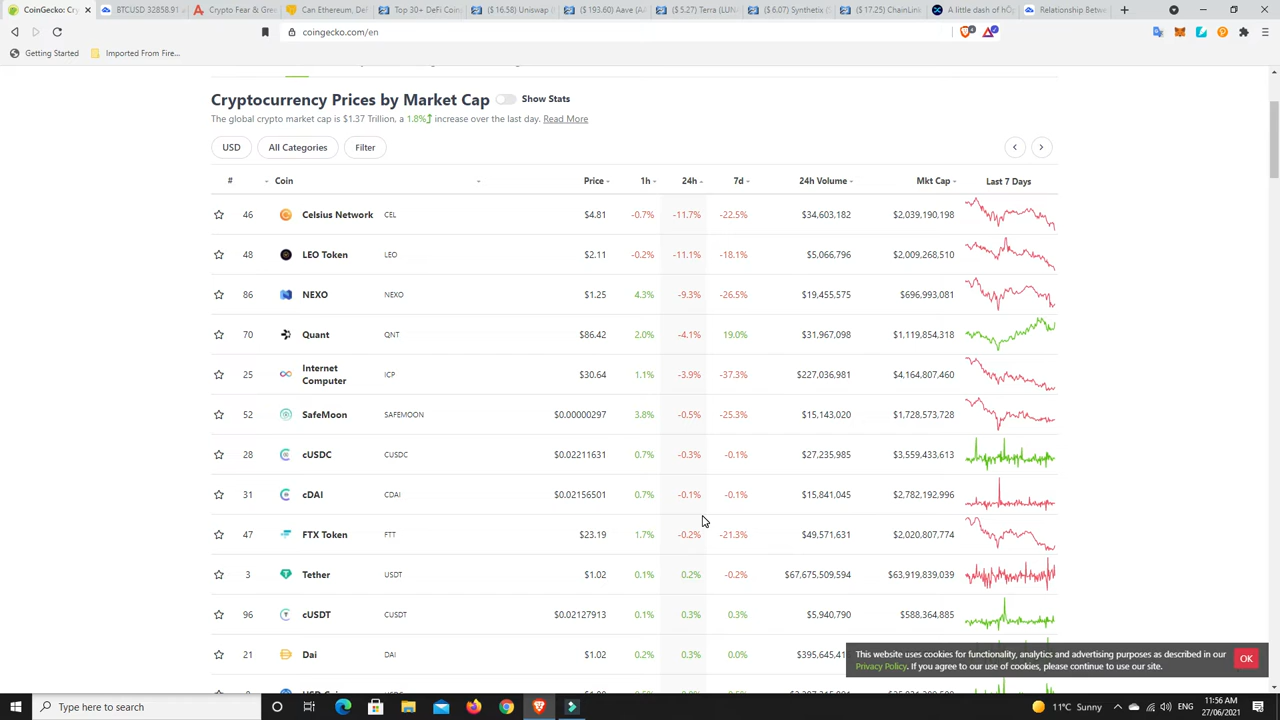 CoinGecko: Cry
BTCUSD 32858.91
Crypto Fear & Gree
Can Ethereum, Def
Top 30+ DeFi Coin
($16.58) Uniswap (
($193.60) Aave (A
($5.27) Terra (LU
($6.07) Synthetix (
($17.25) ChainLink
A little dash of h0
Relationship Betwe
coingecko.com/en
Getting Started
Imported From Fire...
Cryptocurrency Prices by Market Cap
Show Stats
The global crypto market cap is $1.37 Trillion, a 1.8% increase over the last day. Read More
USD
All Categories
Filter
# Coin Price 1h 24h 7d 24h Volume Mkt Cap Last 7 Days
46 Celsius Network CEL $4.81 -0.7% -11.7% -22.5% $34,603,182 $2,039,190,198
48 LEO Token LEO $2.11 -0.2% -11.1% -18.1% $5,066,796 $2,009,268,510
86 NEXO NEXO $1.25 4.3% -9.3% -26.5% $19,455,575 $696,993,081
70 Quant QNT $86.42 2.0% -4.1% 19.0% $31,967,098 $1,119,854,318
25 Internet Computer ICP $30.64 1.1% -3.9% -37.3% $227,036,981 $4,164,807,460
52 SafeMoon SAFEMOON $0.00000297 3.8% -0.5% -25.3% $15,143,020 $1,728,573,728
28 cUSDC CUSDC $0.02211631 0.7% -0.3% -0.1% $27,235,985 $3,559,433,613
31 cDAI CDAI $0.02156501 0.7% -0.1% -0.1% $15,841,045 $2,782,192,996
47 FTX Token FTT $23.19 1.7% -0.2% -21.3% $49,571,631 $2,020,807,774
3 Tether USDT $1.02 0.1% 0.2% -0.2% $67,675,509,594 $63,919,839,039
96 cUSDT CUSDT $0.02127913 0.1% 0.3% 0.3% $5,940,790 $588,364,885
21 Dai DAI $1.02 0.2% 0.3% 0.0% $395,645,41
This website uses cookies for functionality, analytics and advertising purposes as described in our
Privacy Policy. If you agree to our use of cookies, please continue to use our site.
OK
Type here to search
11°C Sunny
ENG
11:56 AM
27/06/2021